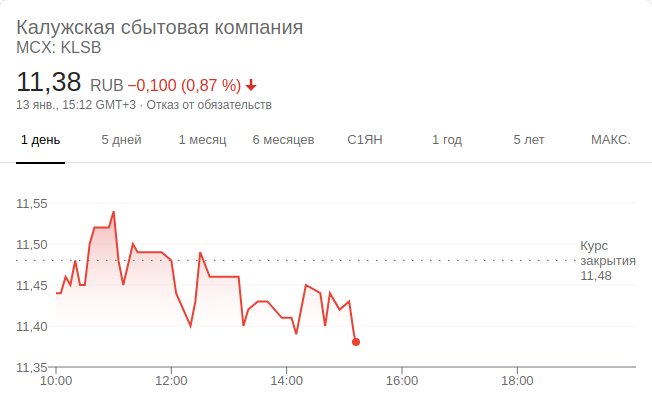 Калужская сбытовая компания
MCX: KLSB
11,38 RUB −0,100 (0,87 %)
13 янв., 15:12 GMT+3 · Отказ от обязательств
1 день 5 дней 1 месяц 6 месяцев С1ЯН 1 год 5 лет МАКС.
11,55
11,50
Курс
закрытия
11,48
11,45
11,40
11,35
10:00 12:00 14:00 16:00 18:00